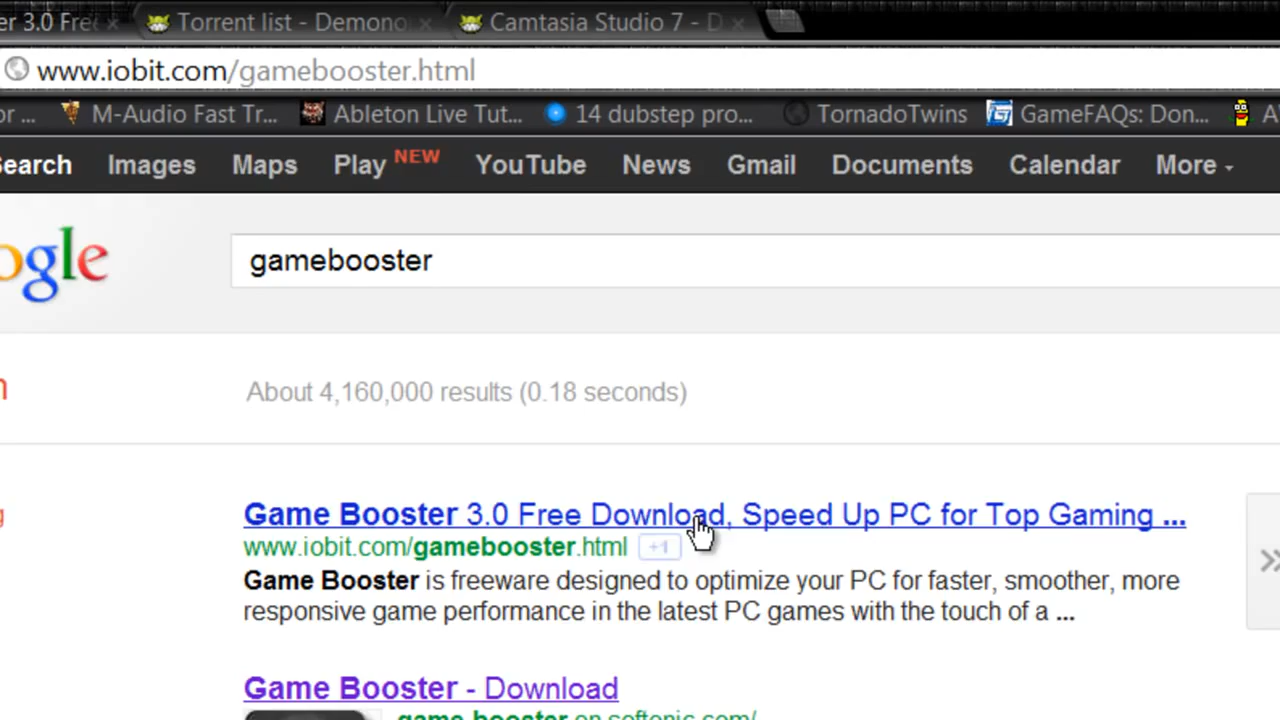 er 3.0 Fre
Torrent list - Demono
Camtasia Studio 7 - D
www.iobit.com/gamebooster.html
or ...
M-Audio Fast Tr...
Ableton Live Tut...
14 dubstep pro...
TornadoTwins
GameFAQs: Don...
A
Search Images Maps Play NEW YouTube News Gmail Documents Calendar More
ogle
gamebooster
About 4,160,000 results (0.18 seconds)
Game Booster 3.0 Free Download, Speed Up PC for Top Gaming ...
www.iobit.com/gamebooster.html +1
Game Booster is freeware designed to optimize your PC for faster, smoother, more
responsive game performance in the latest PC games with the touch of a ...
Game Booster - Download
game-booster.en.softonic.com/